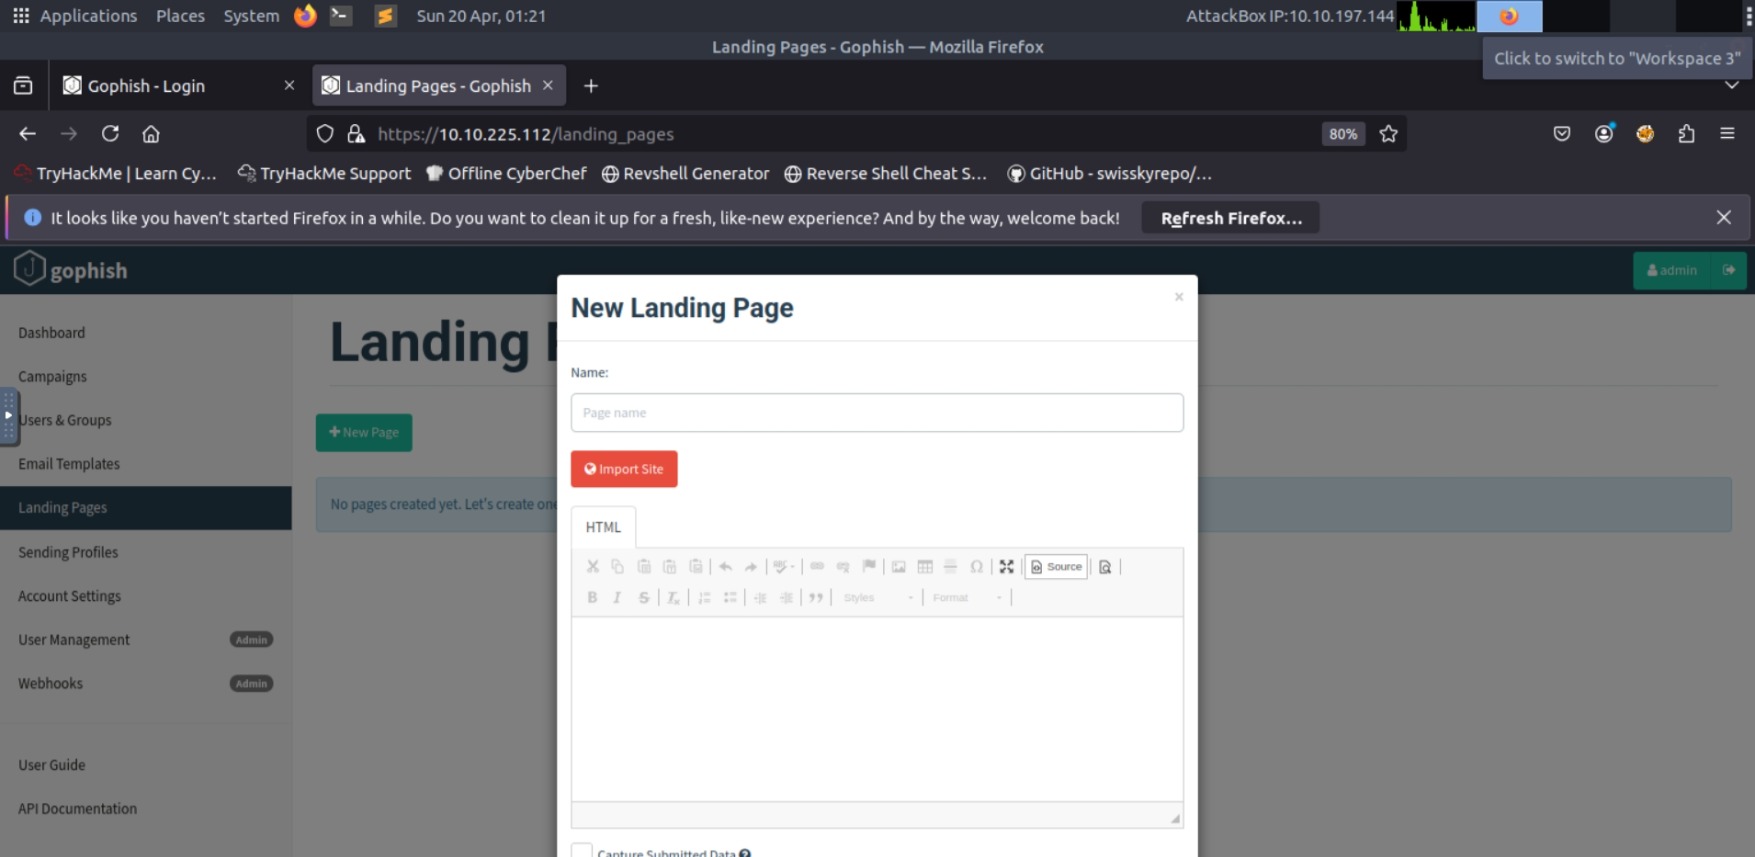 Applications Places System Sun 20 Apr, 01:21 AttackBox IP:10.10.197.144
Landing Pages - Gophish — Mozilla Firefox
Click to switch to "Workspace 3"
Gophish - Login × Landing Pages - Gophish × +
https://10.10.225.112/landing_pages 80%
TryHackMe | Learn Cy... TryHackMe Support Offline CyberChef Revshell Generator Reverse Shell Cheat S... GitHub - swisskyrepo/...
It looks like you haven't started Firefox in a while. Do you want to clean it up for a fresh, like-new experience? And by the way, welcome back! Refresh Firefox...
gophish admin
New Landing Page ×
Dashboard
Landing P
Campaigns
Name:
Users & Groups
Page name
New Page
Email Templates
Import Site
Landing Pages
No pages created yet. Let's create one
HTML
Sending Profiles
Source
Account Settings
B I S Tx Styles Format
User Management Admin
Webhooks Admin
User Guide
API Documentation
Capture Submitted Data